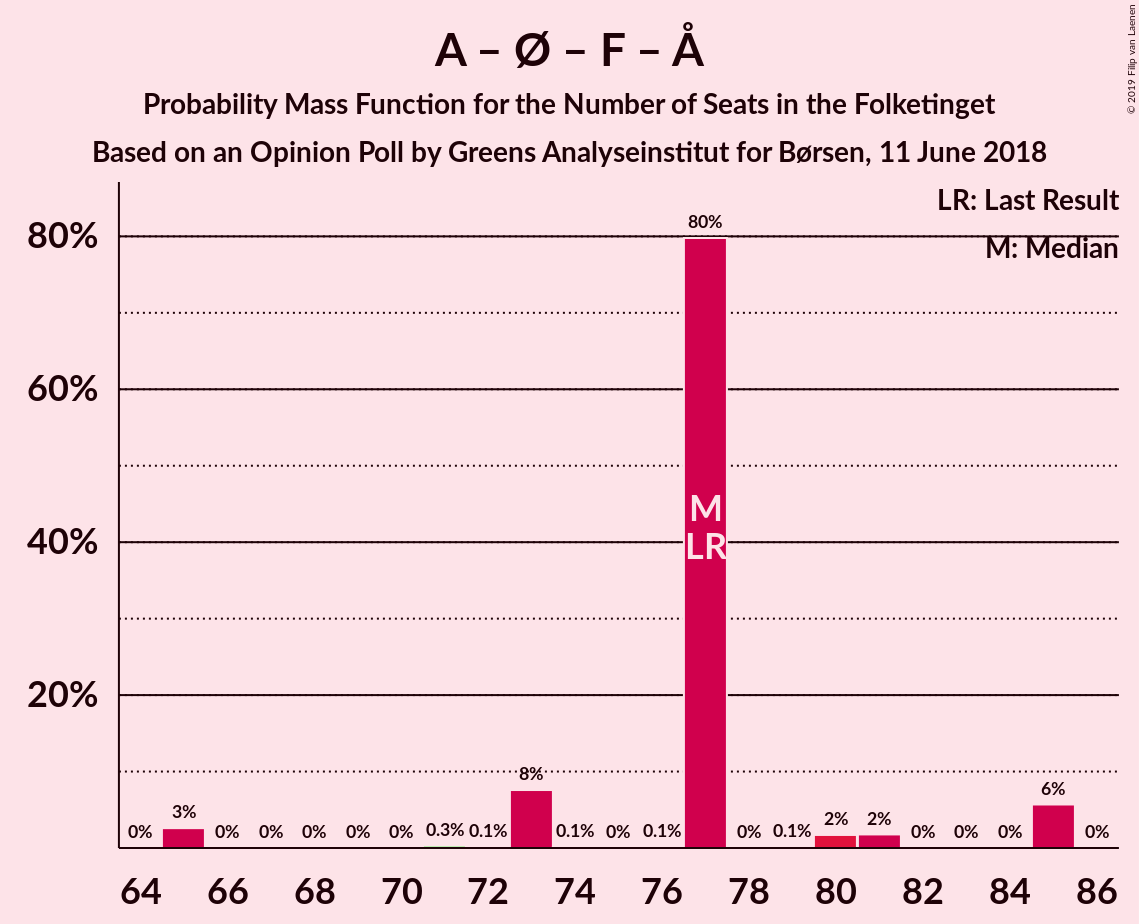 A – Ø – F – Å
Probability Mass Function for the Number of Seats in the Folketinget
Based on an Opinion Poll by Greens Analyseinstitut for Børsen, 11 June 2018
© 2019 Filip van Laenen
LR: Last Result
M: Median
80%
60%
40%
20%
0% 3% 0% 0% 0% 0% 0% 0.3% 0.1% 8% 0.1% 0% 0.1% 80% 0% 0.1% 2% 2% 0% 0% 0% 6% 0%
M
LR
64 66 68 70 72 74 76 78 80 82 84 86